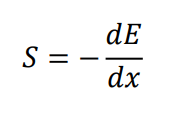 S = − dE/dx